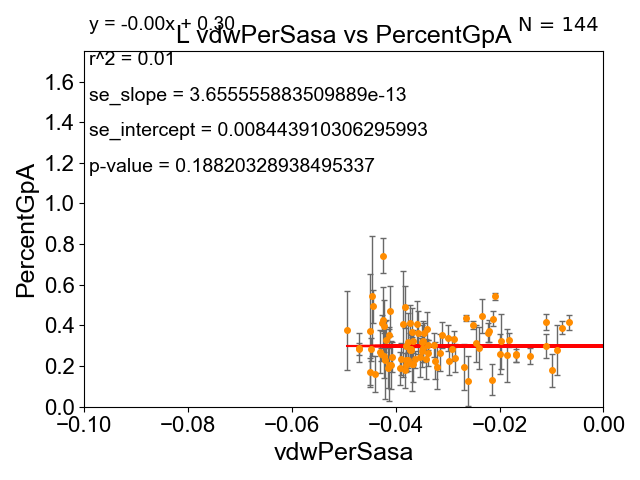 y = -0.00x + 0.30
N = 144
L vdwPerSasa vs PercentGpA
r^2 = 0.01
se_slope = 3.655555883509889e-13
se_intercept = 0.008443910306295993
p-value = 0.18820328938495337
PercentGpA
1.6
1.4
1.2
1.0
0.8
0.6
0.4
0.2
0.0
−0.10 −0.08 −0.06 −0.04 −0.02 0.00
vdwPerSasa